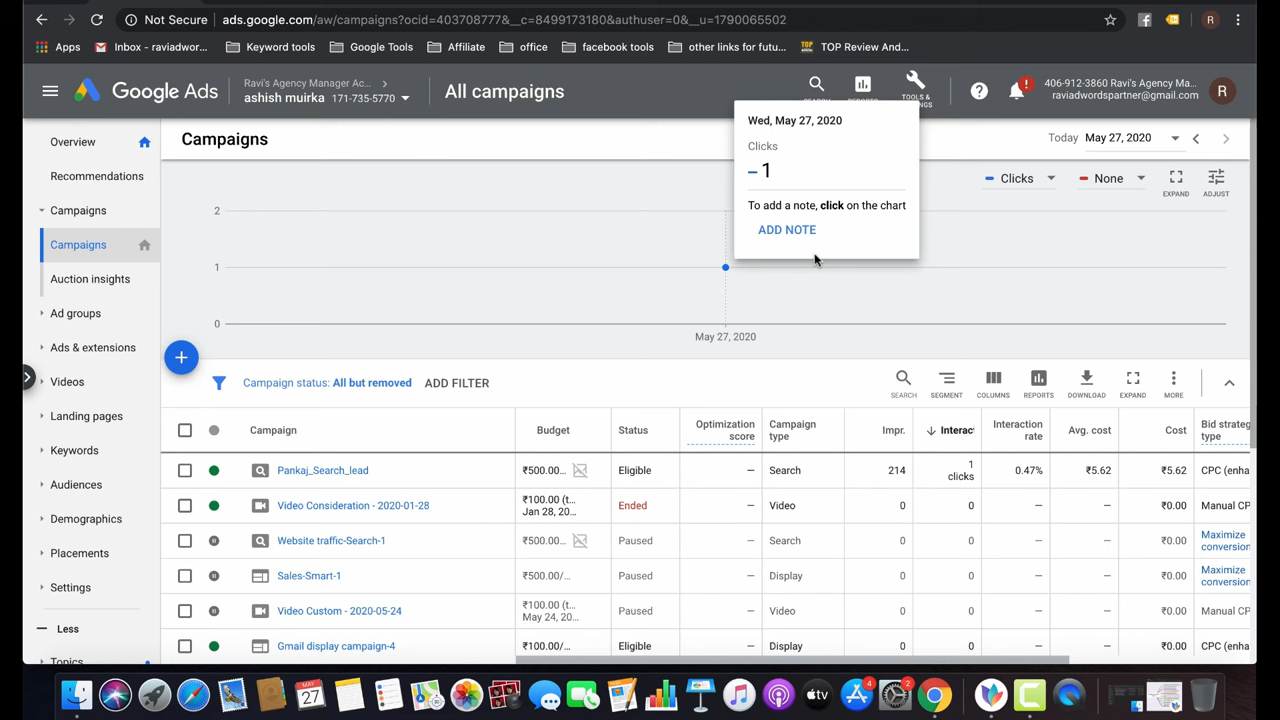 Not Secure
ads.google.com/aw/campaigns?ocid=403708777&__c=8499173180&authuser=0&__u=1790065502
R
Apps
Inbox - raviadwor...
Keyword tools
Google Tools
Affiliate
office
facebook tools
other links for futu...
TOP Review And...
Google Ads
Ravi's Agency Manager Ac...
ashish muirka 171-735-5770
All campaigns
TOOLS &
406-912-3860 Ravi's Agency Ma...
raviadwordspartner@gmail.com
R
Overview
Recommendations
Campaigns
Campaigns
Auction insights
Ad groups
Ads & extensions
Videos
Landing pages
Keywords
Audiences
Demographics
Placements
Settings
Less
Topics
Campaigns
Today May 27, 2020
Wed, May 27, 2020
Clicks
1
To add a note, click on the chart
ADD NOTE
Clicks
None
EXPAND
ADJUST
2
1
0
May 27, 2020
Campaign status: All but removed
ADD FILTER
SEARCH
SEGMENT
COLUMNS
REPORTS
DOWNLOAD
EXPAND
MORE
Campaign Budget Status Optimization score Campaign type Impr. Interac Interaction rate Avg. cost Cost Bid strateg type
Pankaj_Search_lead ₹500.00... Eligible — Search 214 1 clicks 0.47% ₹5.62 ₹5.62 CPC (enha
Video Consideration - 2020-01-28 ₹100.00 (t... Jan 28, 20... Ended — Video 0 0 — — ₹0.00 Manual CP
Website traffic-Search-1 ₹500.00... Paused — Search 0 0 — — ₹0.00 Maximize conversion
Sales-Smart-1 ₹500.00/... Paused — Display 0 0 — — ₹0.00 Maximize conversion
Video Custom - 2020-05-24 ₹100.00 (t... May 24, 20... Paused — Video 0 0 — — ₹0.00 Manual CP
Gmail display campaign-4 ₹100.00/... Eligible — Display 0 0 — — ₹0.00 CPC (enha
MAY
27
tv
4
2